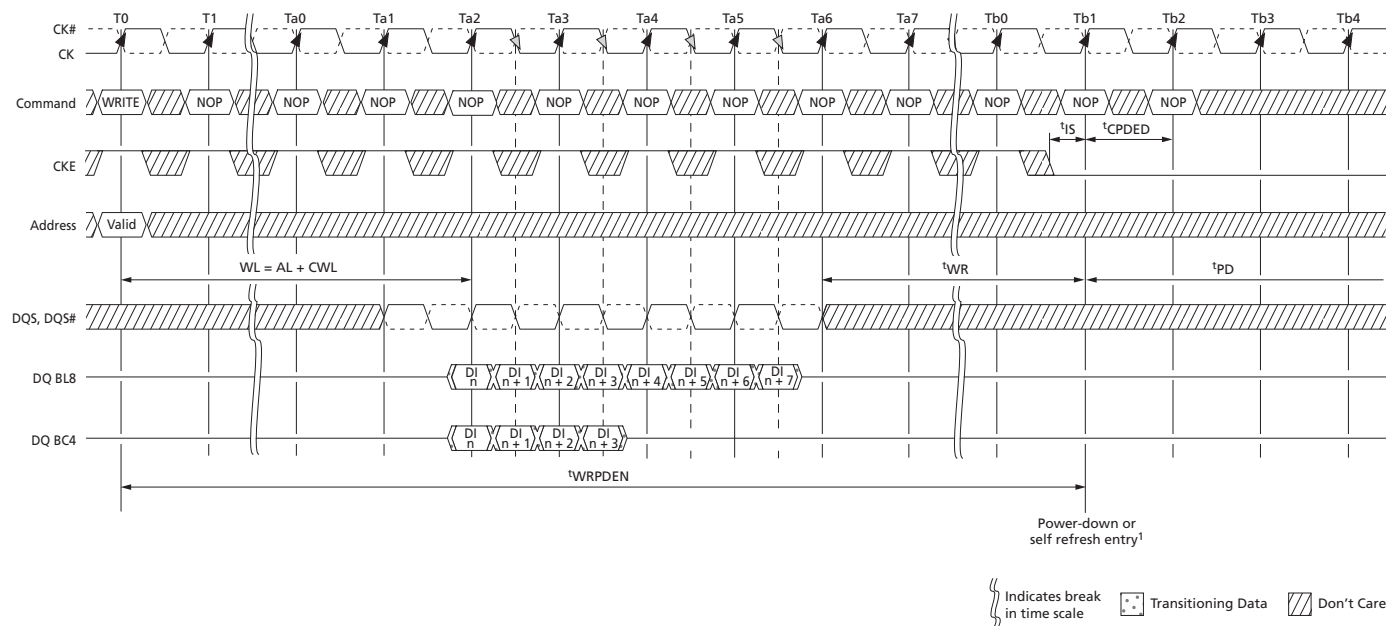 T0 T1 Ta0 Ta1 Ta2 Ta3 Ta4 Ta5 Ta6 Ta7 Tb0 Tb1 Tb2 Tb3 Tb4
CK#
CK
Command WRITE NOP NOP NOP NOP NOP NOP NOP NOP NOP NOP NOP NOP
tIS tCPDED
CKE
Address Valid
WL = AL + CWL tWR tPD
DQS, DQS#
DQ BL8 DI n DI n + 1 DI n + 2 DI n + 3 DI n + 4 DI n + 5 DI n + 6 DI n + 7
DQ BC4 DI n DI n + 1 DI n + 2 DI n + 3
tWRPDEN
Power-down or
self refresh entry1
Indicates break
in time scale
Transitioning Data
Don't Care